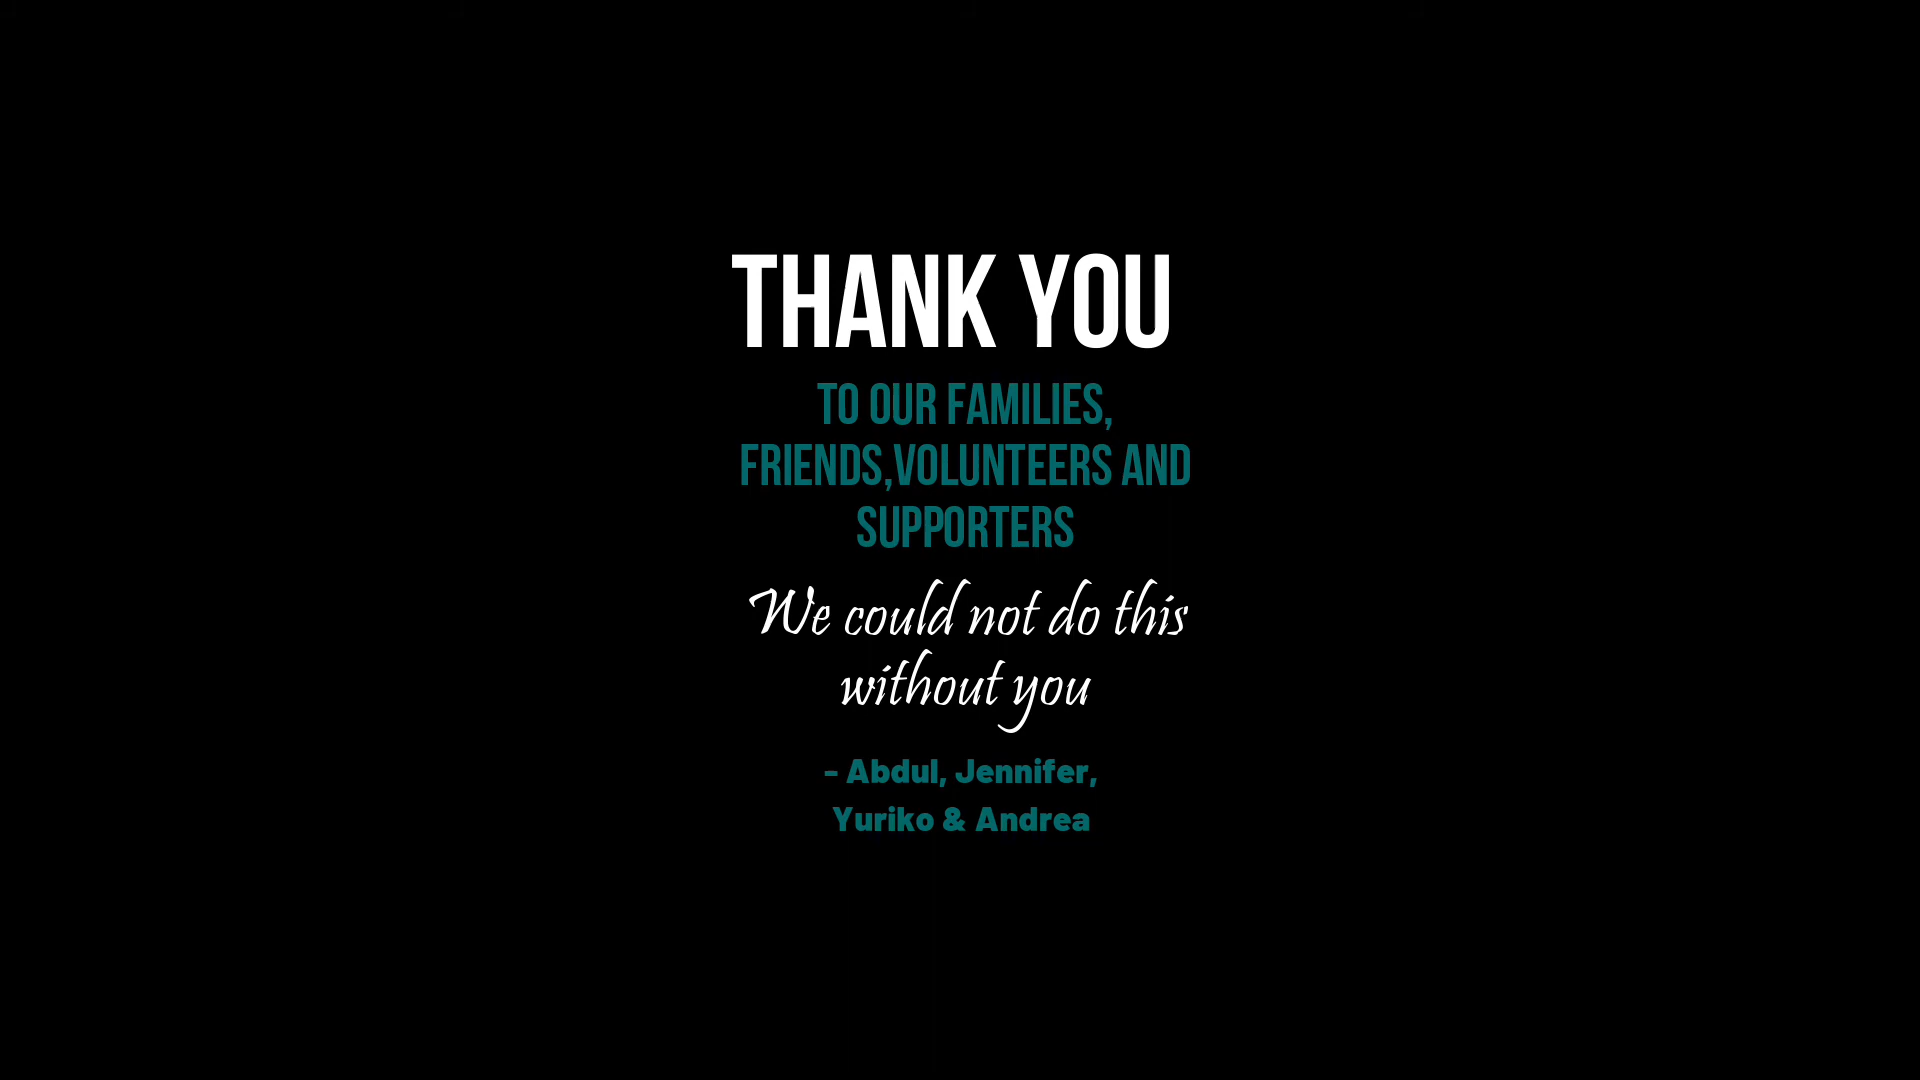 THANK YOU
TO OUR FAMILIES,
FRIENDS,VOLUNTEERS AND
SUPPORTERS
We could not do this
without you
- Abdul, Jennifer,
Yuriko & Andrea